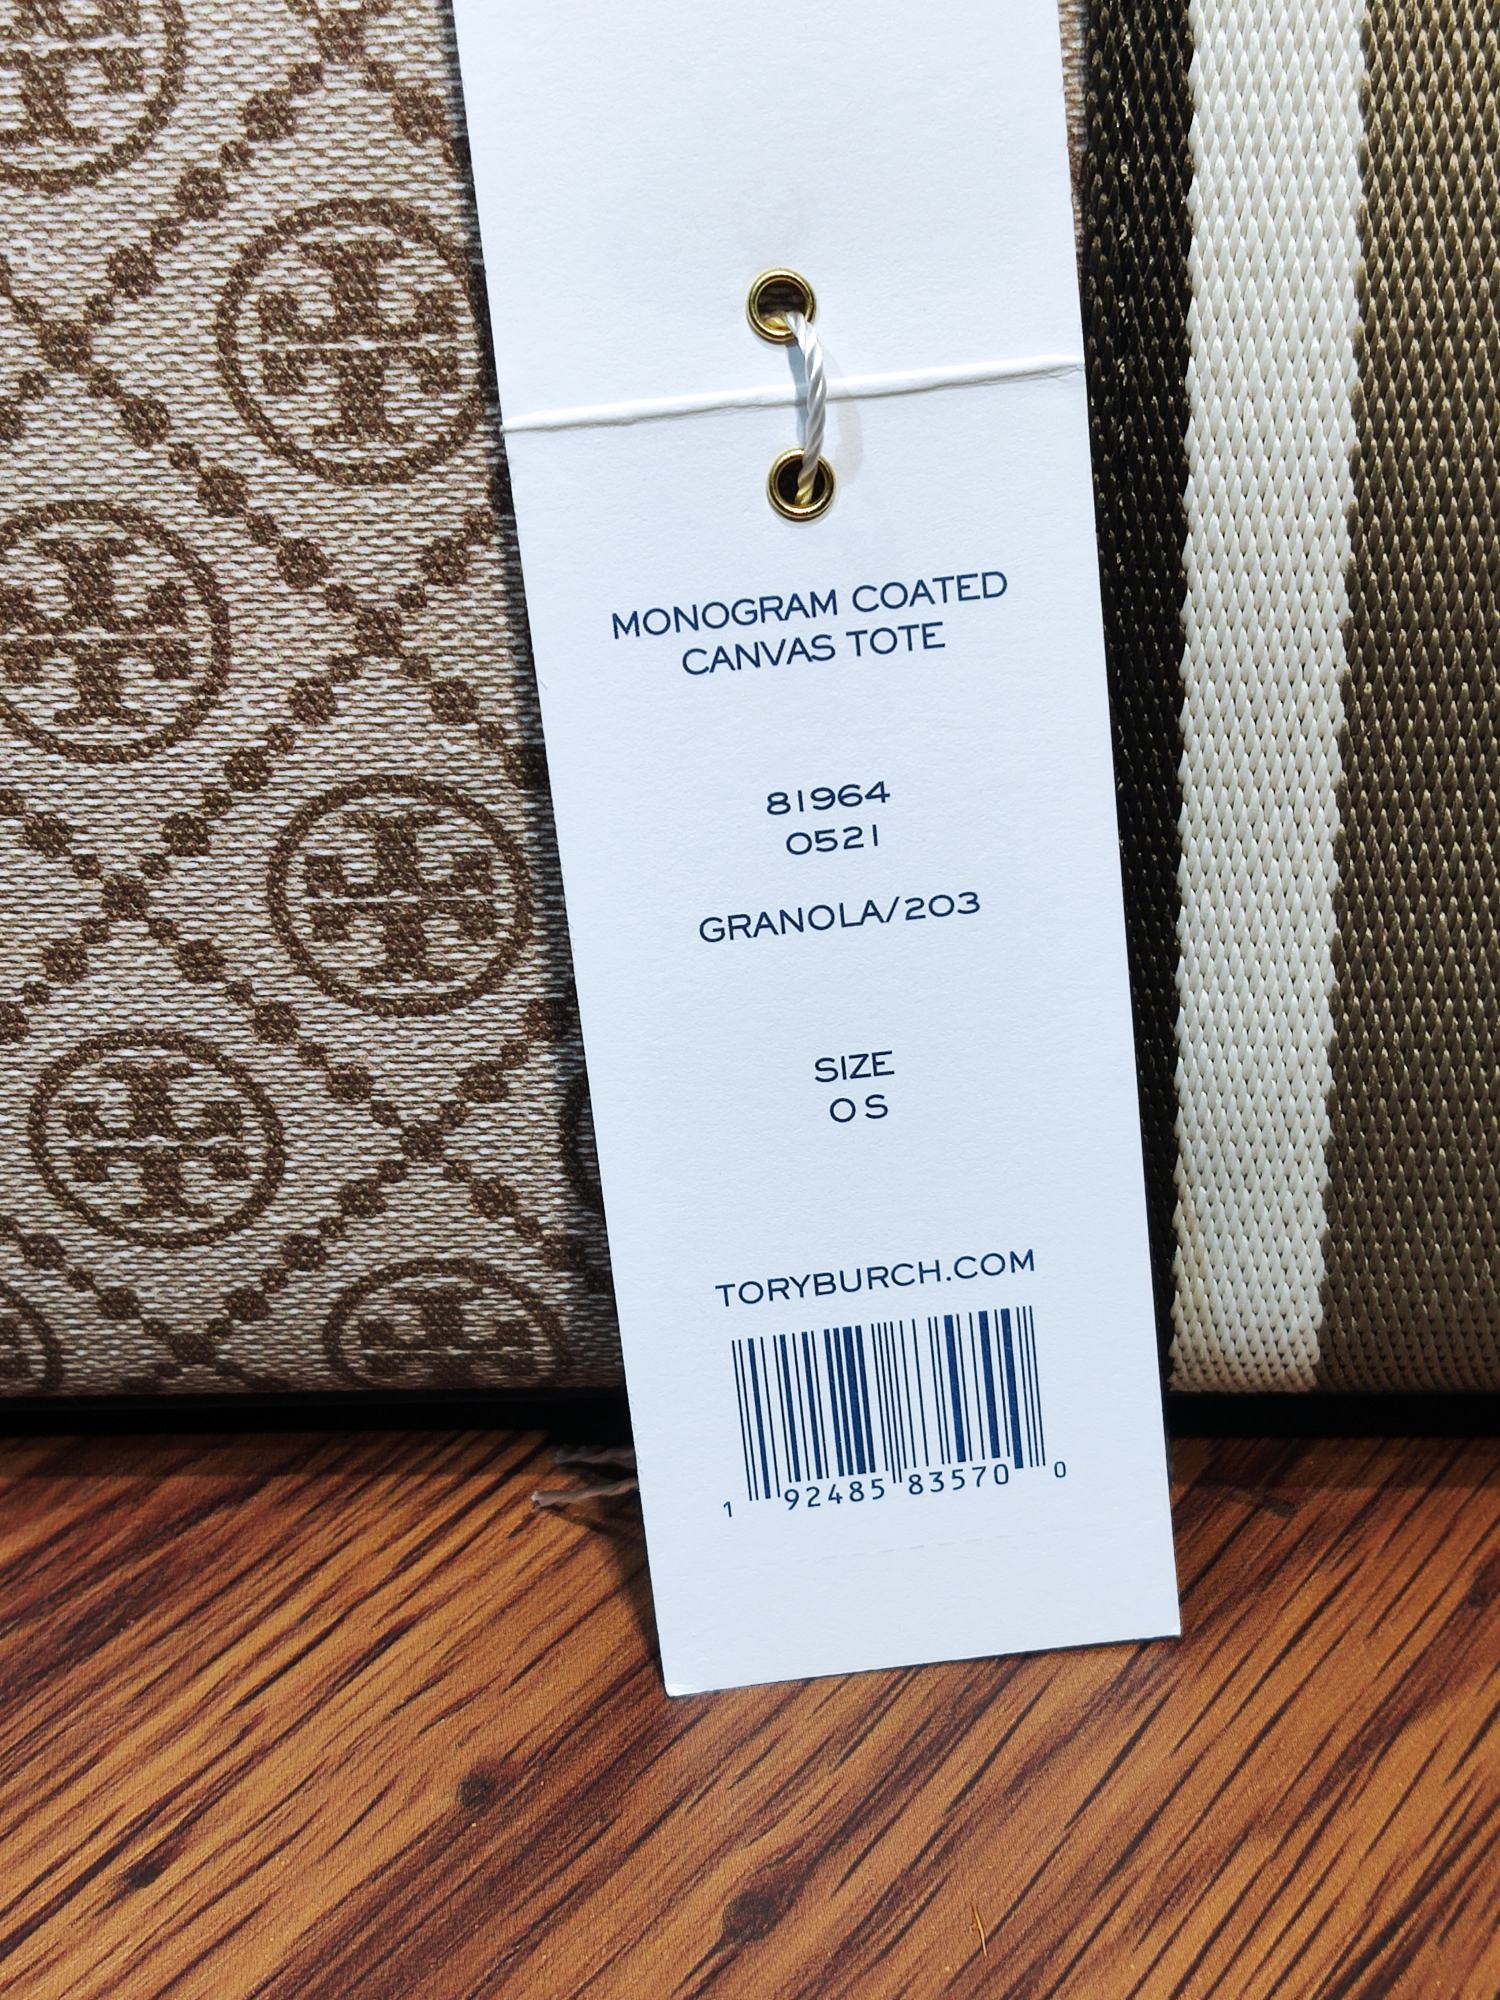 MONOGRAM COATED
CANVAS TOTE
81964
0521
GRANOLA/203
SIZE
OS
TORYBURCH.COM
1 92485 83570 0